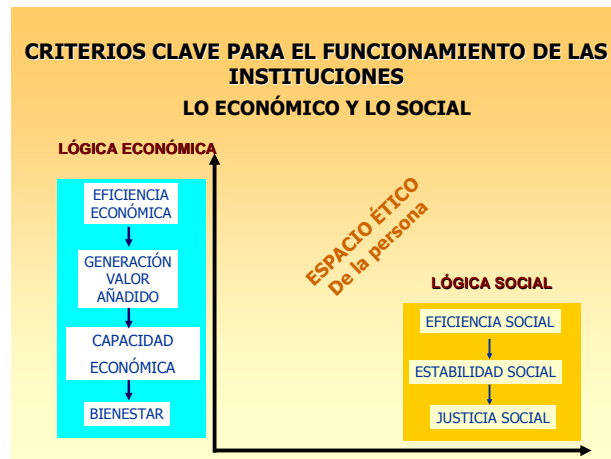 CRITERIOS CLAVE PARA EL FUNCIONAMIENTO DE LAS
INSTITUCIONES
LO ECONÓMICO Y LO SOCIAL
LÓGICA ECONÓMICA
EFICIENCIA
ECONÓMICA
GENERACIÓN
VALOR
AÑADIDO
CAPACIDAD
ECONÓMICA
BIENESTAR
ESPACIO ÉTICO
De la persona
LÓGICA SOCIAL
EFICIENCIA SOCIAL
ESTABILIDAD SOCIAL
JUSTICIA SOCIAL